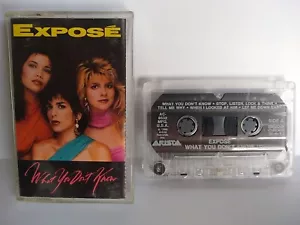 EXPOSÉ
What You Don't Know
WHAT YOU DON'T KNOW • STOP, LISTEN, LOOK & THINK •
TELL ME WHY • WHEN I LOOKED AT HIM • LET ME DOWN EASY
ARISTA
EXPOSÉ
WHAT YOU DON'T